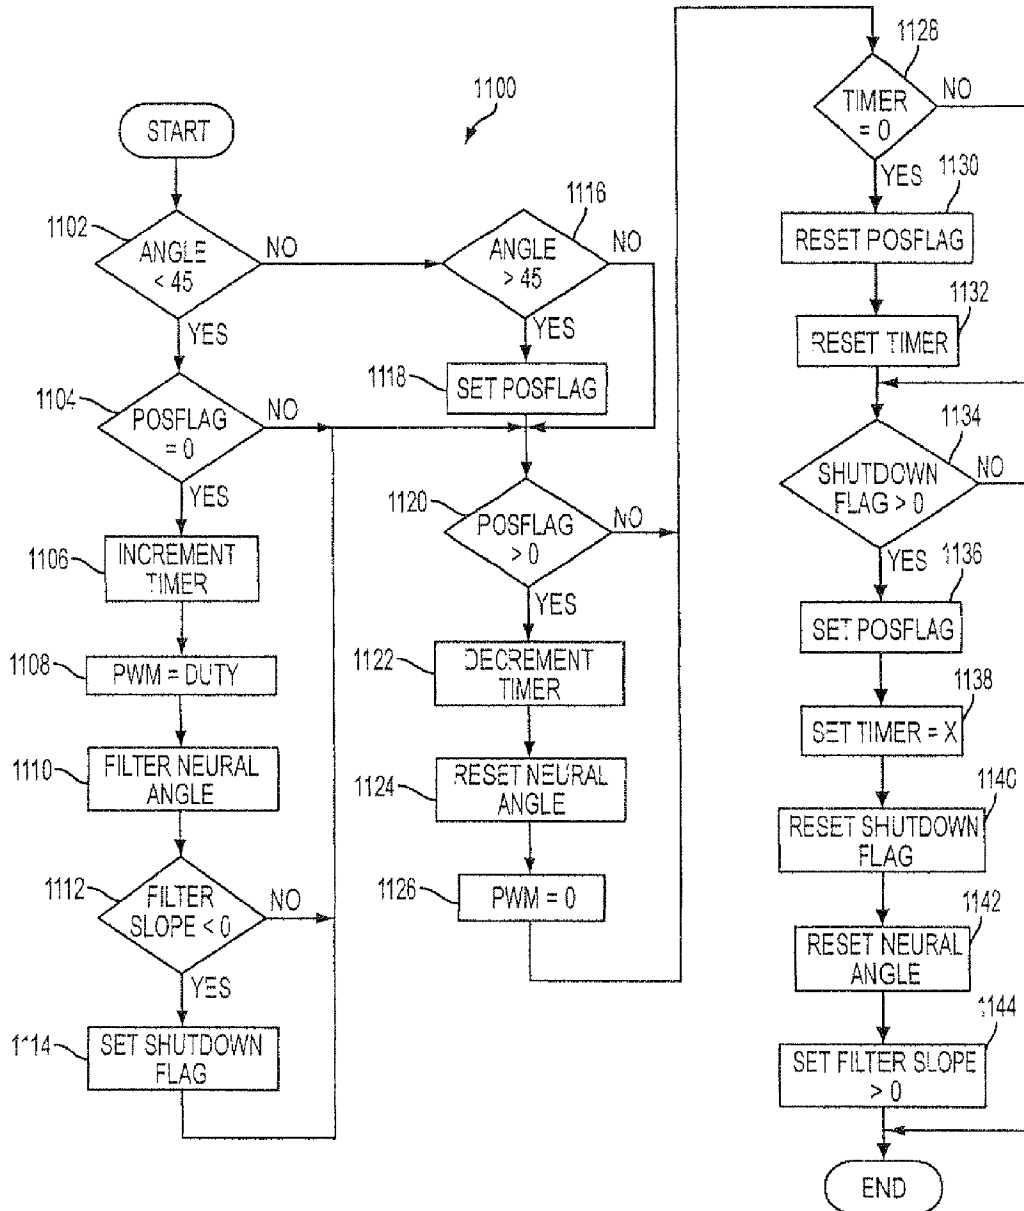 1100
START
1102
ANGLE
< 45
NO
YES
1104
POSFLAG
= 0
NO
YES
1106
INCREMENT
TIMER
1108
PWM = DUTY
1110
FILTER NEURAL
ANGLE
1112
FILTER
SLOPE < 0
NO
YES
1114
SET SHUTDOWN
FLAG
1116
ANGLE
> 45
NO
YES
1118
SET POSFLAG
1120
POSFLAG
> 0
NO
YES
1122
DECREMENT
TIMER
1124
RESET NEURAL
ANGLE
1126
PWM = 0
1128
TIMER
= 0
NO
YES
1130
RESET POSFLAG
1132
RESET TIMER
1134
SHUTDOWN
FLAG > 0
NO
YES
1136
SET POSFLAG
1138
SET TIMER = X
1140
RESET SHUTDOWN
FLAG
1142
RESET NEURAL
ANGLE
1144
SET FILTER SLOPE
> 0
END